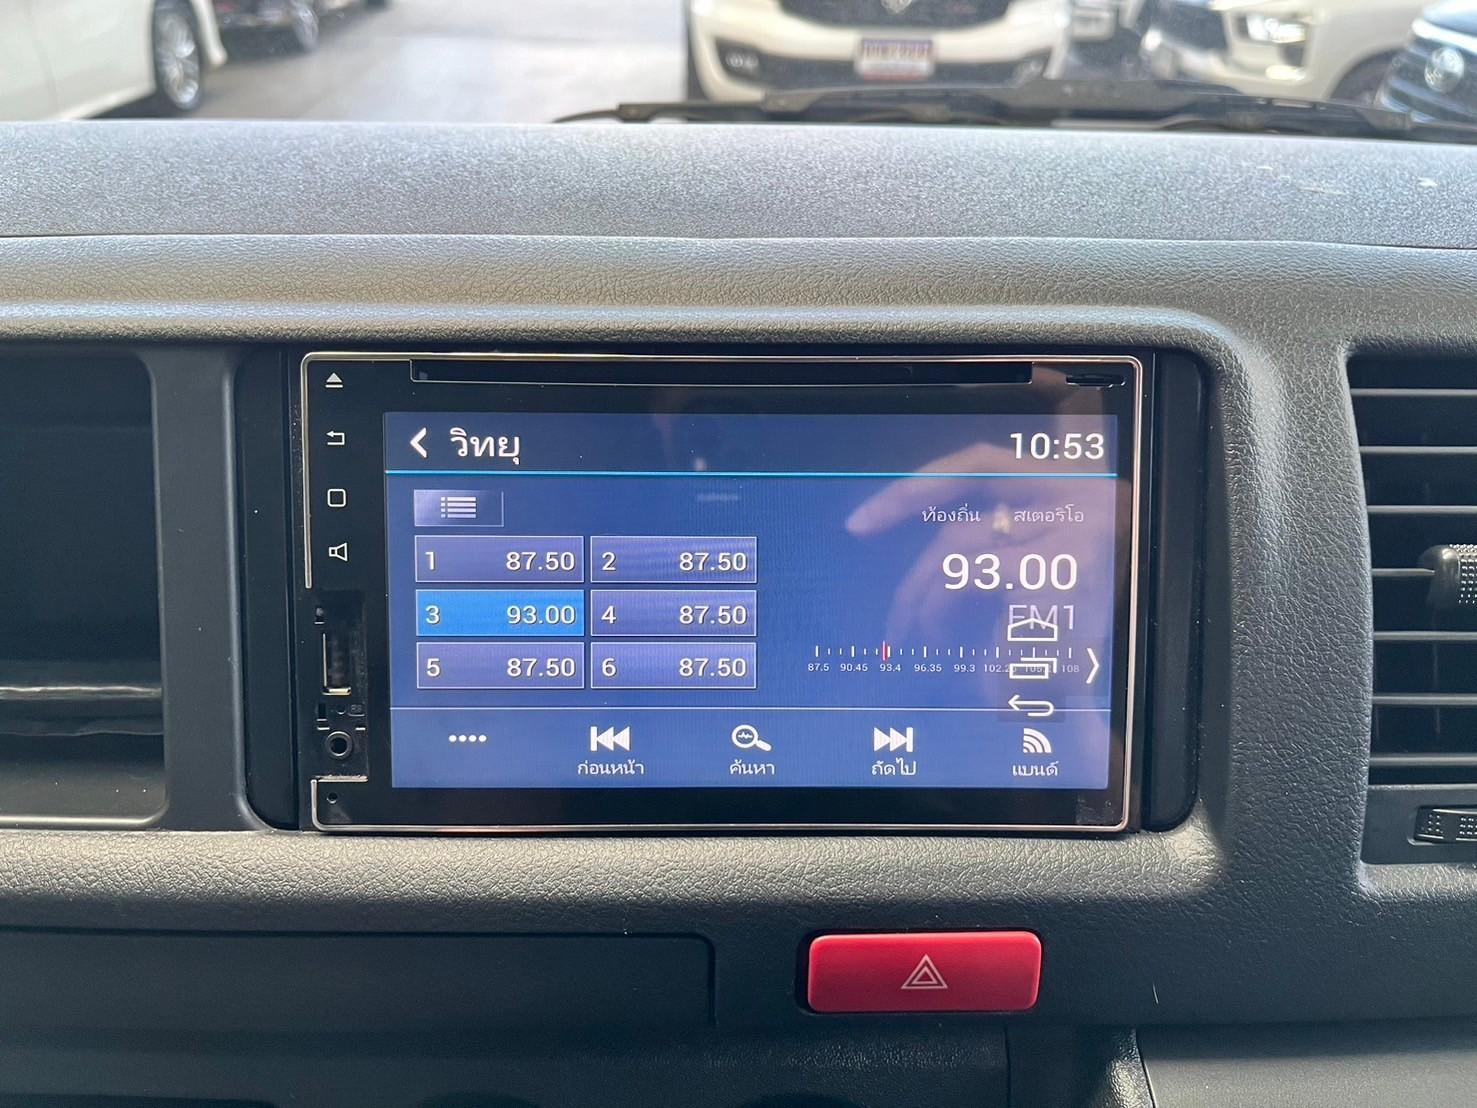 วิทยุ 10:53
ท้องถิ่น สเตอริโอ
1 87.50 2 87.50
93.00
3 93.00 4 87.50
FM1
5 87.50 6 87.50
87.5 90.45 93.4 96.35 99.3 102.25 108
ก่อนหน้า ค้นหา ถัดไป แบนด์